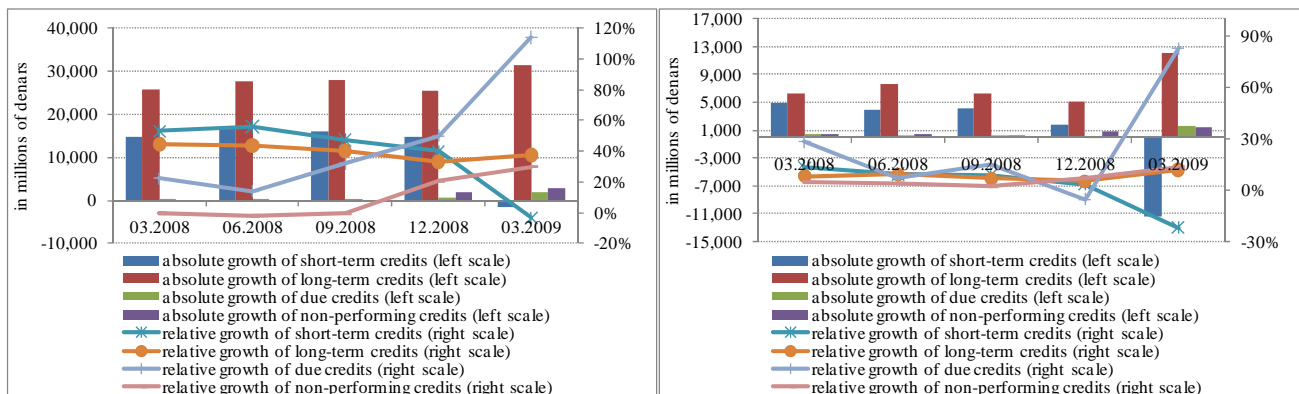 40,000
30,000
20,000
10,000
0
-10,000
in millions of denars
120%
100%
80%
60%
40%
20%
0%
-20%
03.2008 06.2008 09.2008 12.2008 03.2009
absolute growth of short-term credits (left scale)
absolute growth of long-term credits (left scale)
absolute growth of due credits (left scale)
absolute growth of non-performing credits (left scale)
relative growth of short-term credits (right scale)
relative growth of long-term credits (right scale)
relative growth of due credits (right scale)
relative growth of non-performing credits (right scale)
17,000
13,000
9,000
5,000
1,000
-3,000
-7,000
-11,000
-15,000
in millions of denars
90%
60%
30%
0%
-30%
03.2008 06.2008 09.2008 12.2008 03.2009
absolute growth of short-term credits (left scale)
absolute growth of long-term credits (left scale)
absolute growth of due credits (left scale)
absolute growth of non-performing credits (left scale)
relative growth of short-term credits (right scale)
relative growth of long-term credits (right scale)
relative growth of due credits (right scale)
relative growth of non-performing credits (right scale)